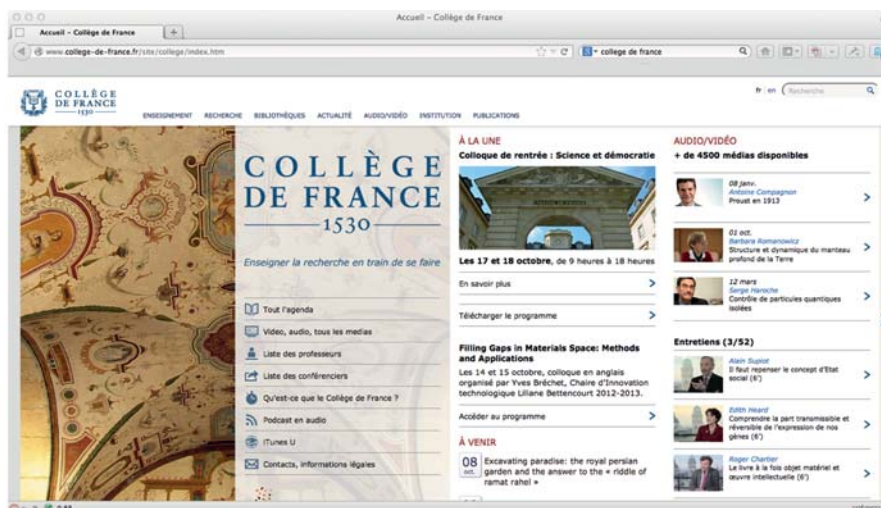 Accueil – Collège de France
Accueil – Collège de France
www.college-de-france.fr/site/college/index.htm
college de france
COLLÈGE
DE FRANCE
1530
fr en Recherche
ENSEIGNEMENT RECHERCHE BIBLIOTHÈQUES ACTUALITÉ AUDIO/VIDÉO INSTITUTION PUBLICATIONS
COLLÈGE
DE FRANCE
1530
Enseigner la recherche en train de se faire
Tout l'agenda
Video, audio, tous les medias
Liste des professeurs
Liste des conférenciers
Qu'est-ce que le Collège de France ?
Podcast en audio
iTunes U
Contacts, informations légales
À LA UNE
Colloque de rentrée : Science et démocratie
Les 17 et 18 octobre, de 9 heures à 18 heures
En savoir plus
Télécharger le programme
Filling Gaps in Materials Space: Methods
and Applications
Les 14 et 15 octobre, colloque en anglais
organisé par Yves Bréchet, Chaire d'Innovation
technologique Liliane Bettencourt 2012-2013.
Accéder au programme
À VENIR
08
oct.
Excavating paradise: the royal persian
garden and the answer to the « riddle of
ramat rahel »
AUDIO/VIDÉO
+ de 4500 médias disponibles
08 janv.
Antoine Compagnon
Proust en 1913
01 oct.
Barbara Romanowicz
Structure et dynamique du manteau
profond de la Terre
12 mars
Serge Haroche
Contrôle de particules quantiques
isolées
Entretiens (3/52)
Alain Supiot
Il faut repenser le concept d'Etat
social (6')
Edith Heard
Comprendre la part transmissible et
réversible de l'expression de nos
gènes (6')
Roger Chartier
Le livre à la fois objet matériel et
œuvre intellectuelle (6')